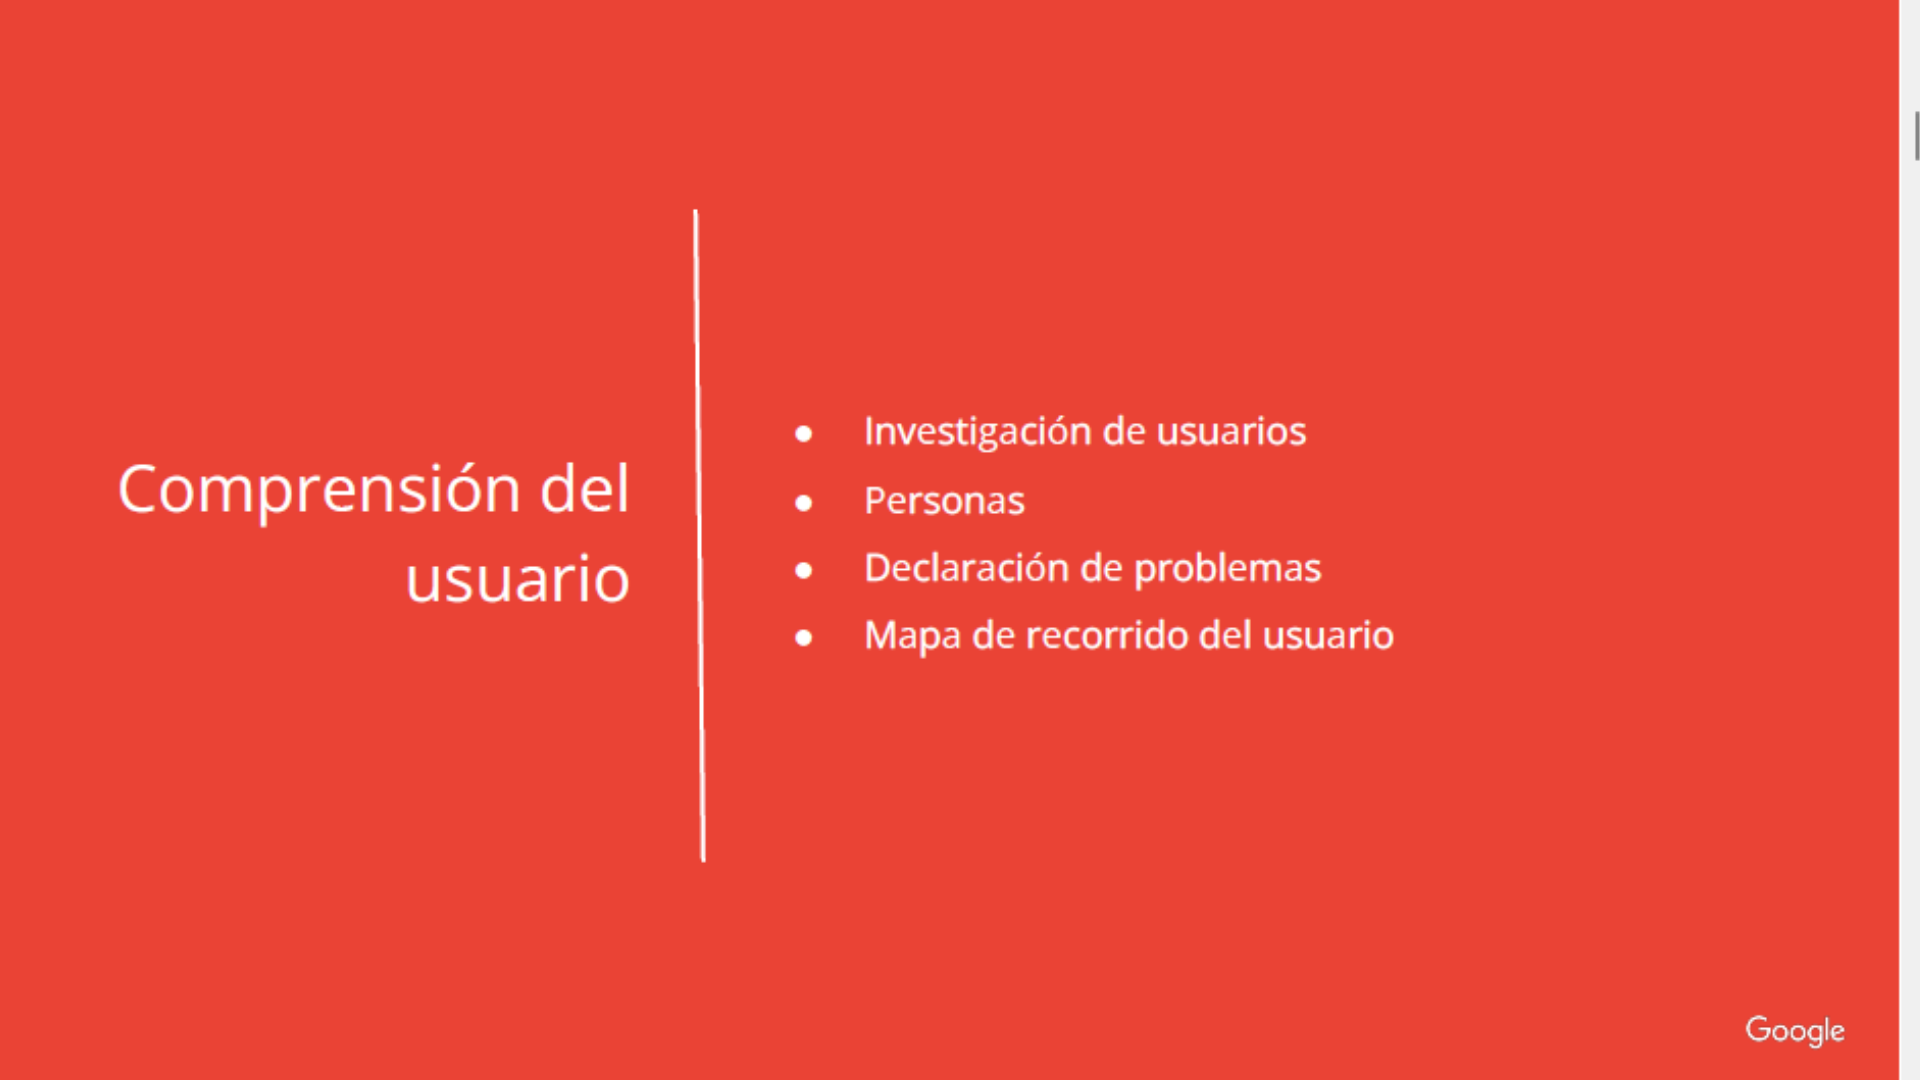 Comprensión del
usuario
● Investigación de usuarios
● Personas
● Declaración de problemas
● Mapa de recorrido del usuario
Google